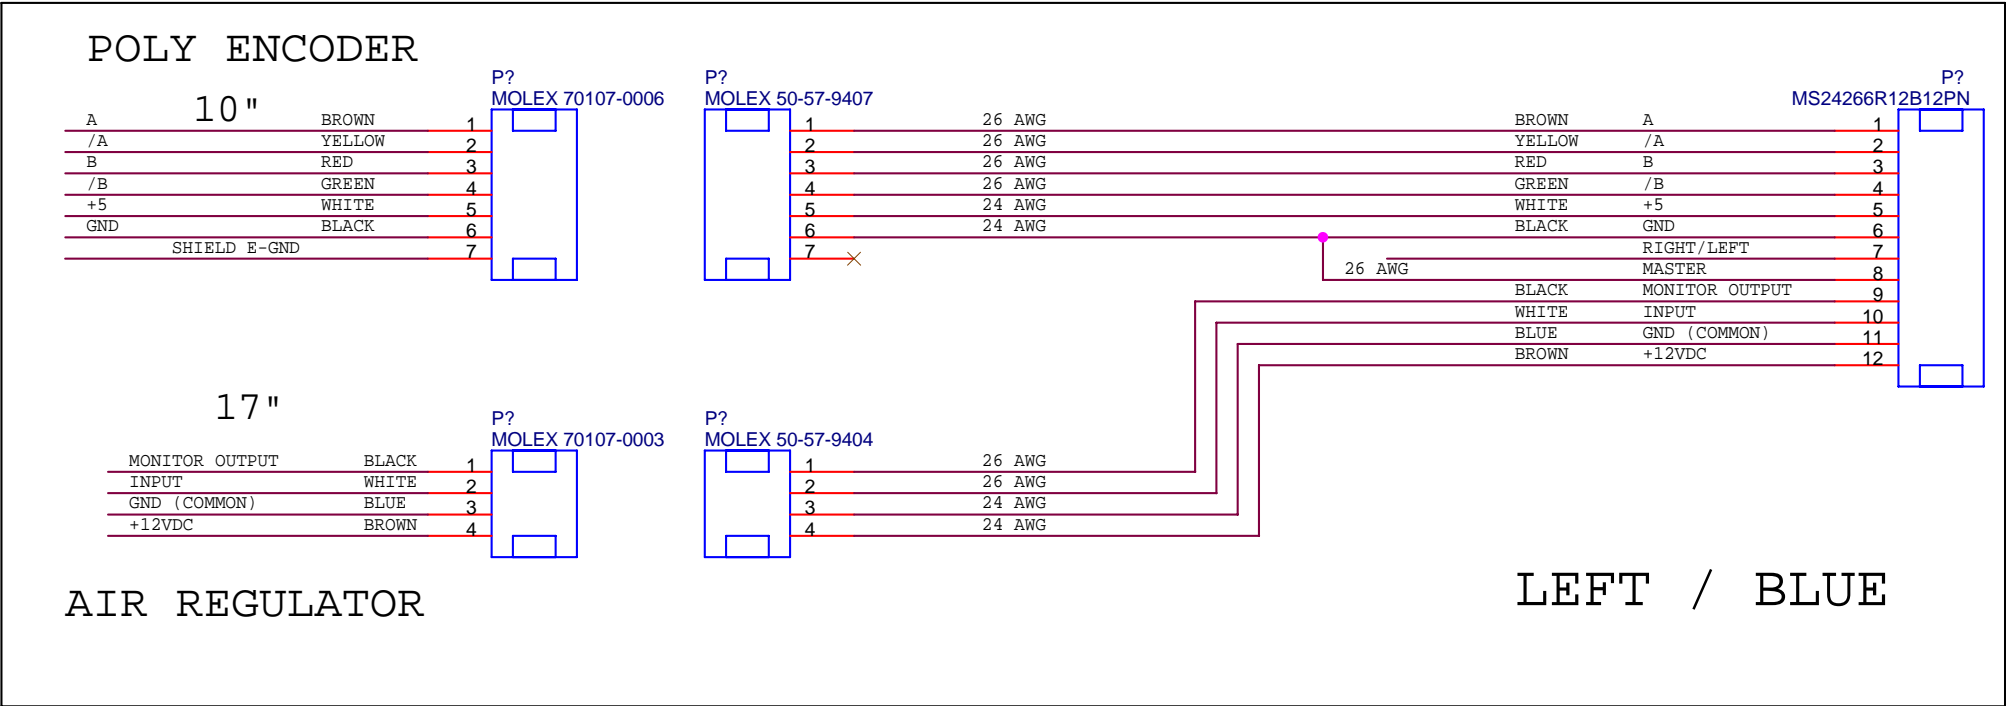 POLY ENCODER
10"
P?
MOLEX 70107-0006
A BROWN 1
/A YELLOW 2
B RED 3
/B GREEN 4
+5 WHITE 5
GND BLACK 6
SHIELD E-GND 7
P?
MOLEX 50-57-9407
1 26 AWG BROWN A 1
2 26 AWG YELLOW /A 2
3 26 AWG RED B 3
4 26 AWG GREEN /B 4
5 24 AWG WHITE +5 5
6 24 AWG BLACK GND 6
7 RIGHT/LEFT 7
26 AWG MASTER 8
BLACK MONITOR OUTPUT 9
WHITE INPUT 10
BLUE GND (COMMON) 11
BROWN +12VDC 12
P?
MS24266R12B12PN
17"
P?
MOLEX 70107-0003
MONITOR OUTPUT BLACK 1
INPUT WHITE 2
GND (COMMON) BLUE 3
+12VDC BROWN 4
P?
MOLEX 50-57-9404
1 26 AWG
2 26 AWG
3 24 AWG
4 24 AWG
AIR REGULATOR
LEFT / BLUE